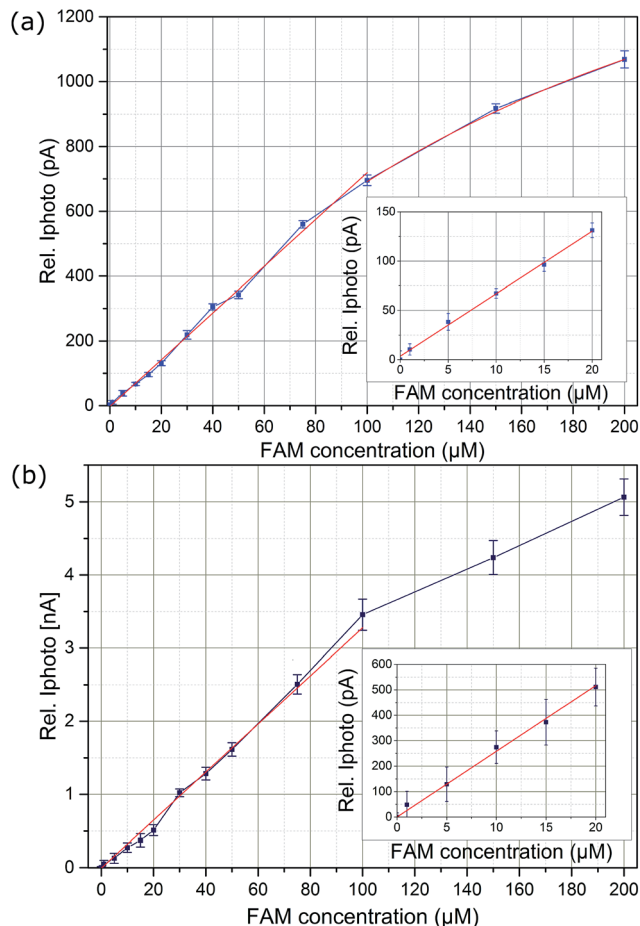 (a)
1200
1000
800
600
400
200
0
Rel. Iphoto (pA)
0 20 40 60 80 100 120 140 160 180 200
FAM concentration (µM)
150
100
50
0
Rel. Iphoto (pA)
0 5 10 15 20
FAM concentration (µM)
(b)
5
4
3
2
1
0
Rel. Iphoto [nA]
0 20 40 60 80 100 120 140 160 180 200
FAM concentration (µM)
600
500
400
300
200
100
0
Rel. Iphoto (pA)
0 5 10 15 20
FAM concentration (µM)